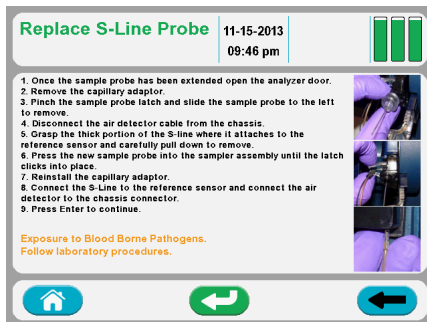 Replace S-Line Probe
11-15-2013
09:46 pm
1. Once the sample probe has been extended open the analyzer door.
2. Remove the capillary adaptor.
3. Pinch the sample probe latch and slide the sample probe to the left
to remove.
4. Disconnect the air detector cable from the chassis.
5. Grasp the thick portion of the S-line where it attaches to the
reference sensor and carefully pull down to remove.
6. Press the new sample probe into the sampler assembly until the latch
clicks into place.
7. Reinstall the capillary adaptor.
8. Connect the S-Line to the reference sensor and connect the air
detector to the chassis connector.
9. Press Enter to continue.
Exposure to Blood Borne Pathogens.
Follow laboratory procedures.